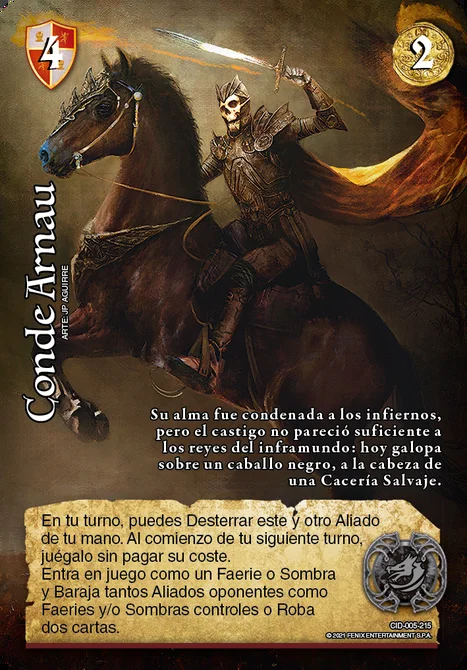 4
2
Conde Arnau
ARTE: J.P. AGUIRRE
Su alma fue condenada a los infiernos,
pero el castigo no pareció suficiente a
los reyes del inframundo: hoy galopa
sobre un caballo negro, a la cabeza de
una Cacería Salvaje.
En tu turno, puedes Desterrar este y otro Aliado
de tu mano. Al comienzo de tu siguiente turno,
juégalo sin pagar su coste.
Entra en juego como un Faerie o Sombra
y Baraja tantos Aliados oponentes como
Faeries y/o Sombras controles o Roba
dos cartas.
CID-005-215
© 2021 FENIX ENTERTAINMENT S.P.A.